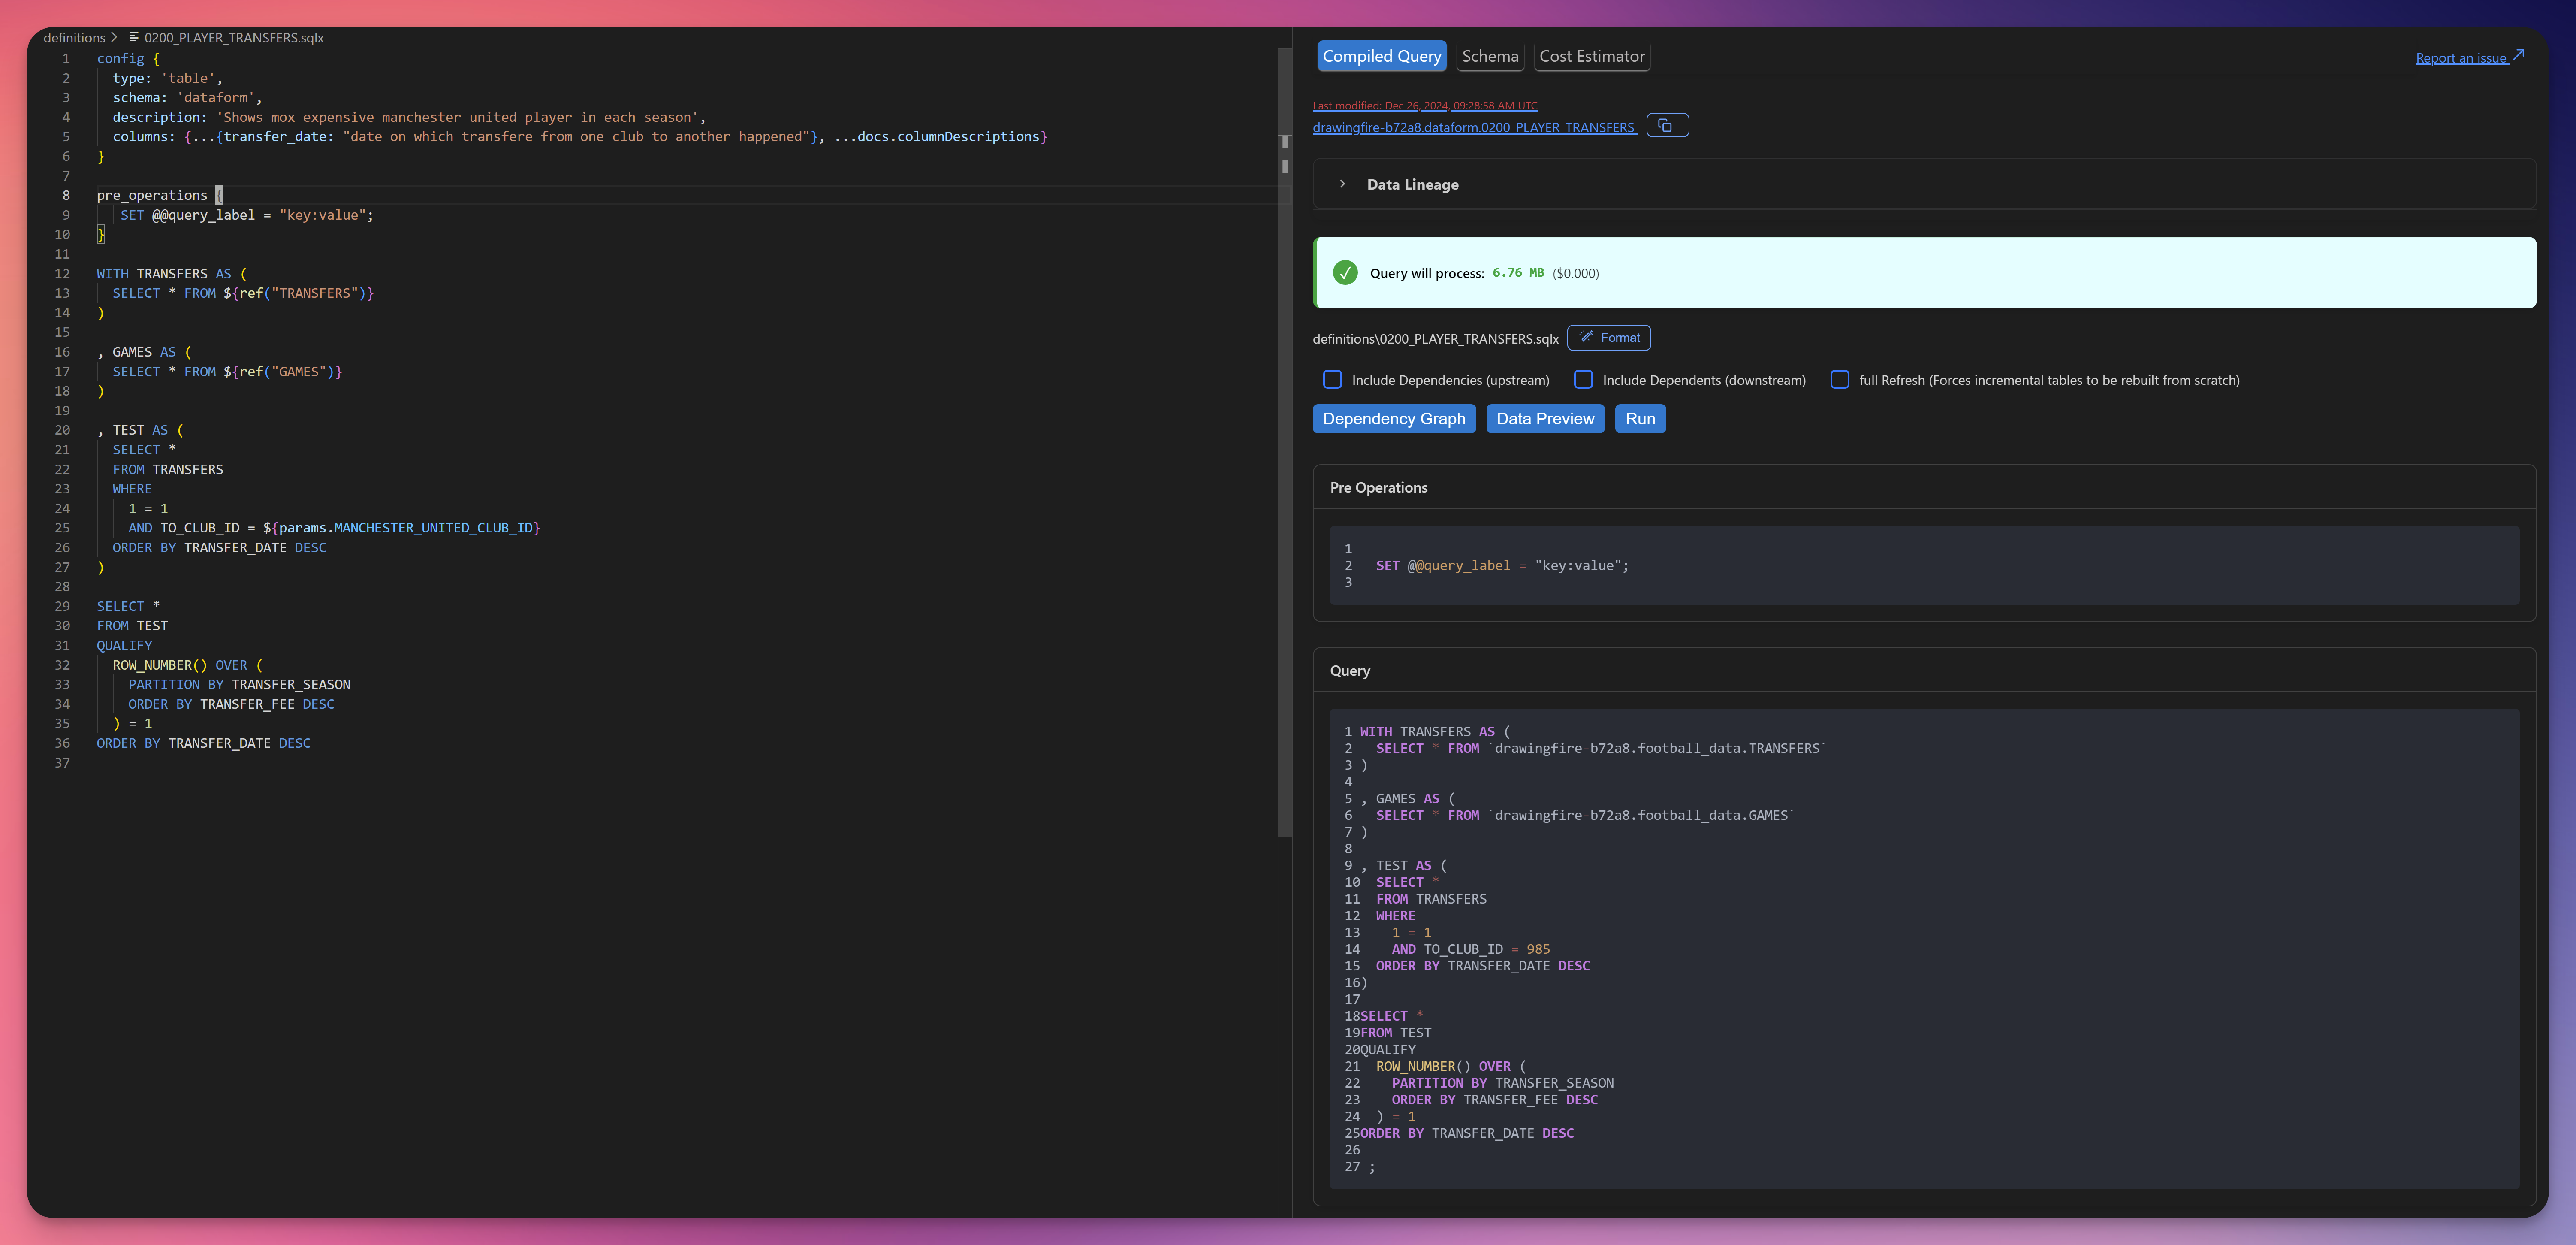 definitions > 0200_PLAYER_TRANSFERS.sqlx
1 config {
2   type: 'table',
3   schema: 'dataform',
4   description: 'Shows mox expensive manchester united player in each season',
5   columns: {...{transfer_date: "date on which transfere from one club to another happened"}, ...docs.columnDescriptions}
6 }
7
8 pre_operations {
9    SET @@query_label = "key:value";
10 }
11
12 WITH TRANSFERS AS (
13   SELECT * FROM ${ref("TRANSFERS")}
14 )
15
16 , GAMES AS (
17   SELECT * FROM ${ref("GAMES")}
18 )
19
20 , TEST AS (
21   SELECT *
22   FROM TRANSFERS
23   WHERE
24     1 = 1
25     AND TO_CLUB_ID = ${params.MANCHESTER_UNITED_CLUB_ID}
26   ORDER BY TRANSFER_DATE DESC
27 )
28
29 SELECT *
30 FROM TEST
31 QUALIFY
32   ROW_NUMBER() OVER (
33     PARTITION BY TRANSFER_SEASON
34     ORDER BY TRANSFER_FEE DESC
35   ) = 1
36 ORDER BY TRANSFER_DATE DESC
37
Compiled Query Schema Cost Estimator
Report an issue
Last modified: Dec 26, 2024, 09:28:58 AM UTC
drawingfire-b72a8.dataform.0200_PLAYER_TRANSFERS
Data Lineage
Query will process: 6.76 MB ($0.000)
definitions\0200_PLAYER_TRANSFERS.sqlx Format
Include Dependencies (upstream) Include Dependents (downstream) full Refresh (Forces incremental tables to be rebuilt from scratch)
Dependency Graph Data Preview Run
Pre Operations
1
2   SET @@query_label = "key:value";
3
Query
1 WITH TRANSFERS AS (
2   SELECT * FROM `drawingfire-b72a8.football_data.TRANSFERS`
3 )
4
5 , GAMES AS (
6   SELECT * FROM `drawingfire-b72a8.football_data.GAMES`
7 )
8
9 , TEST AS (
10  SELECT *
11  FROM TRANSFERS
12  WHERE
13    1 = 1
14    AND TO_CLUB_ID = 985
15  ORDER BY TRANSFER_DATE DESC
16)
17
18SELECT *
19FROM TEST
20QUALIFY
21  ROW_NUMBER() OVER (
22    PARTITION BY TRANSFER_SEASON
23    ORDER BY TRANSFER_FEE DESC
24  ) = 1
25ORDER BY TRANSFER_DATE DESC
26
27 ;